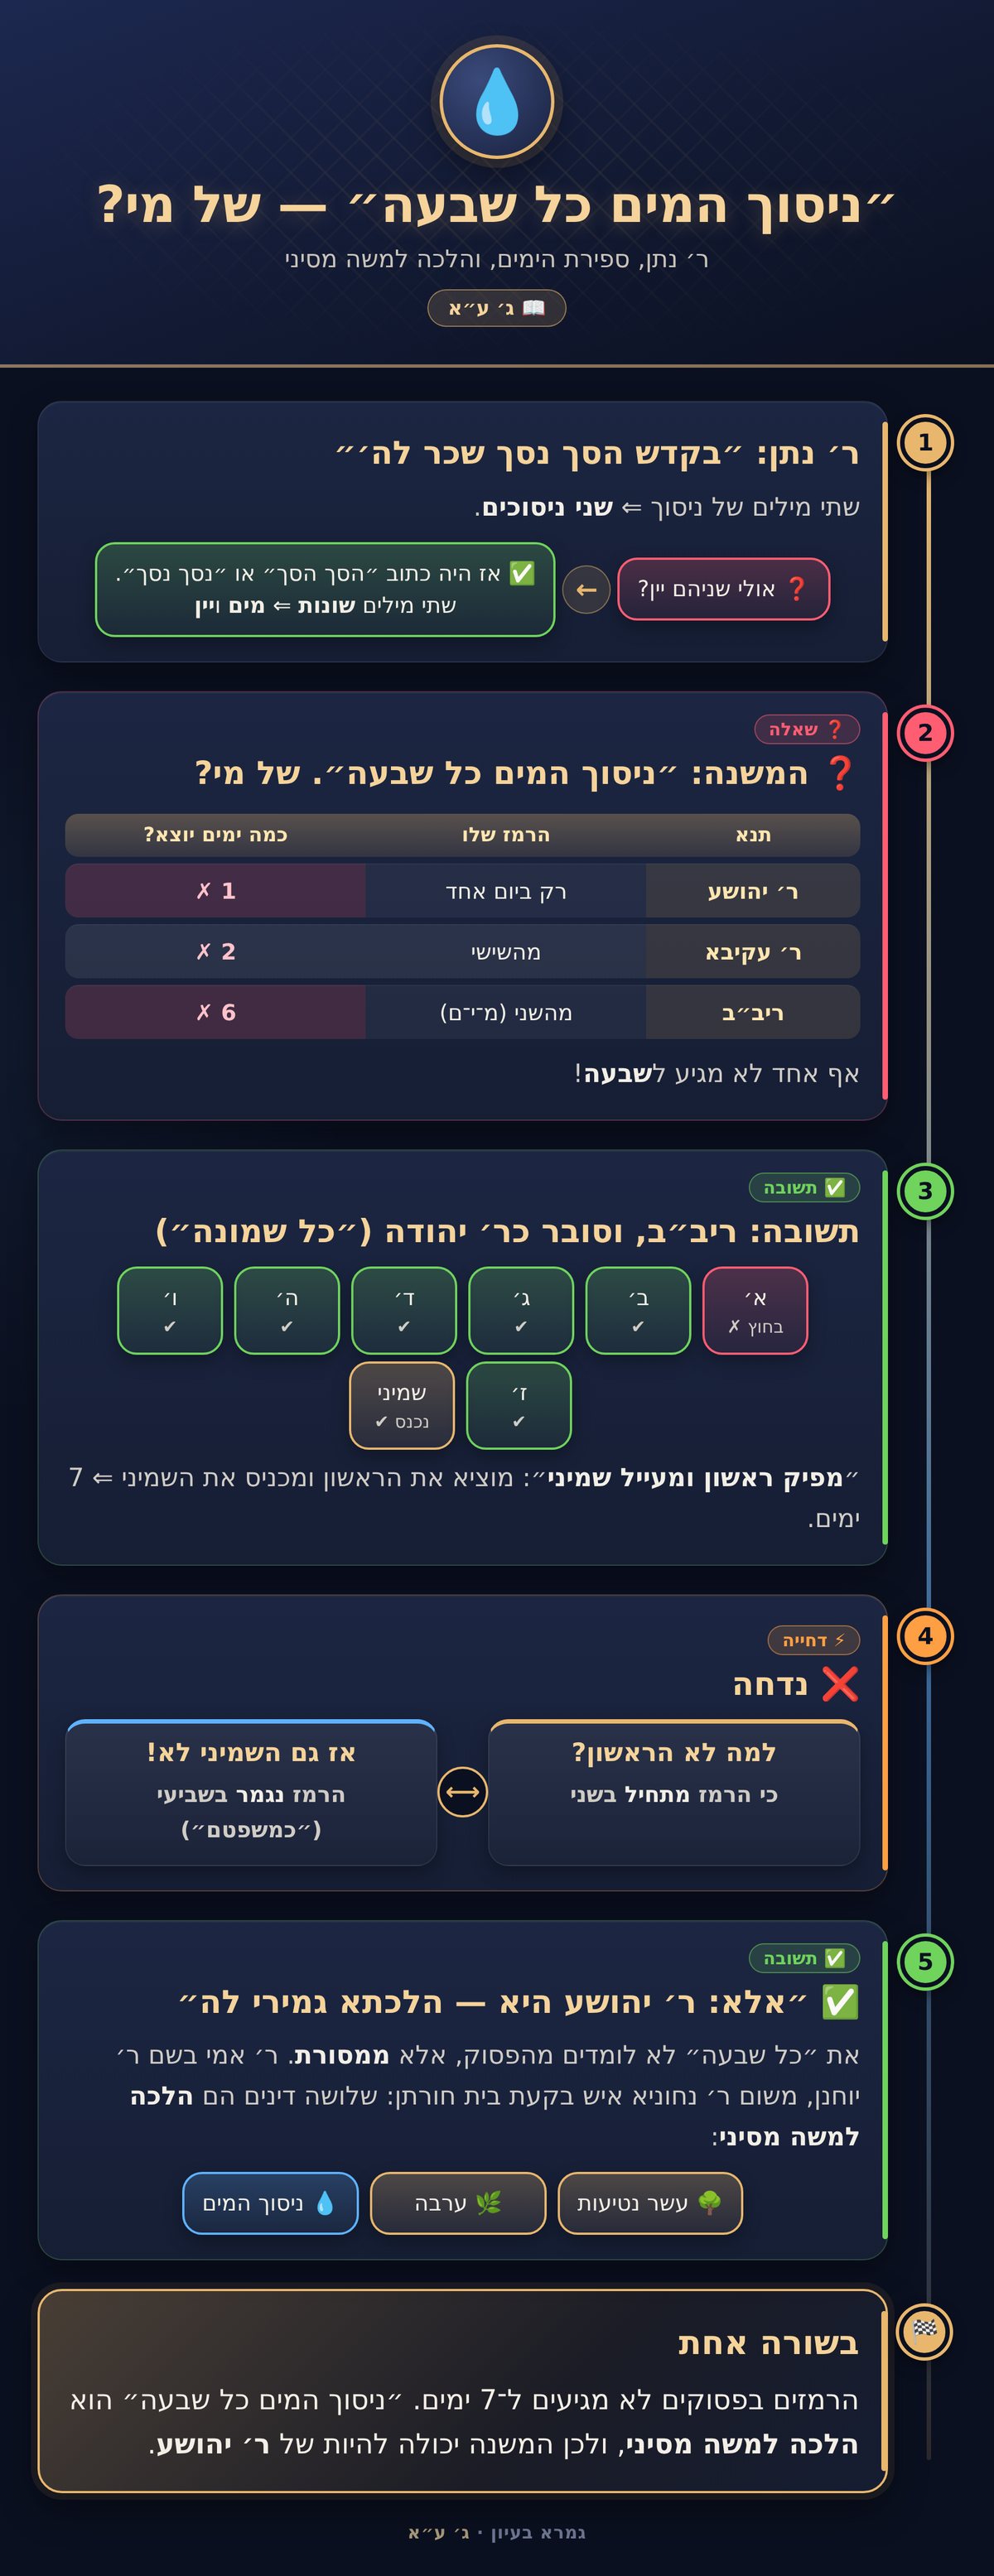 ״ניסוך המים כל שבעה״ — של מי?
ר׳ נתן, ספירת הימים, והלכה למשה מסיני
📖 ג׳ ע״א
1
ר׳ נתן: ״בקדש הסך נסך שכר לה׳״
שתי מילים של ניסוך ⇐ שני ניסוכים.
❓ אולי שניהם יין?
←
✅ אז היה כתוב ״הסך הסך״ או ״נסך נסך״.
שתי מילים שונות ⇐ מים ויין
2
❓ שאלה
❓ המשנה: ״ניסוך המים כל שבעה״. של מי?
תנא הרמז שלו כמה ימים יוצא?
ר׳ יהושע רק ביום אחד 1 ✗
ר׳ עקיבא מהשישי 2 ✗
ריב״ב מהשני (מ־י־ם) 6 ✗
אף אחד לא מגיע לשבעה!
3
✅ תשובה
תשובה: ריב״ב, וסובר כר׳ יהודה (״כל שמונה״)
א׳ ב׳ ג׳ ד׳ ה׳ ו׳
בחוץ ✗ ✔ ✔ ✔ ✔ ✔
ז׳ שמיני
✔ נכנס ✔
״מפיק ראשון ומעייל שמיני״: מוציא את הראשון ומכניס את השמיני ⇐ 7
ימים.
4
⚡ דחייה
❌ נדחה
למה לא הראשון?
כי הרמז מתחיל בשני
⟷
אז גם השמיני לא!
הרמז נגמר בשביעי
(״כמשפטם״)
5
✅ תשובה
✅ ״אלא: ר׳ יהושע היא — הלכתא גמירי לה״
את ״כל שבעה״ לא לומדים מהפסוק, אלא ממסורת. ר׳ אמי בשם ר׳
יוחנן, משום ר׳ נחוניא איש בקעת בית חורתן: שלושה דינים הם הלכה
למשה מסיני:
🌳 עשר נטיעות 🌿 ערבה 💧 ניסוך המים
🏁
בשורה אחת
הרמזים בפסוקים לא מגיעים ל־7 ימים. ״ניסוך המים כל שבעה״ הוא
הלכה למשה מסיני, ולכן המשנה יכולה להיות של ר׳ יהושע.
גמרא בעיון · ג׳ ע״א